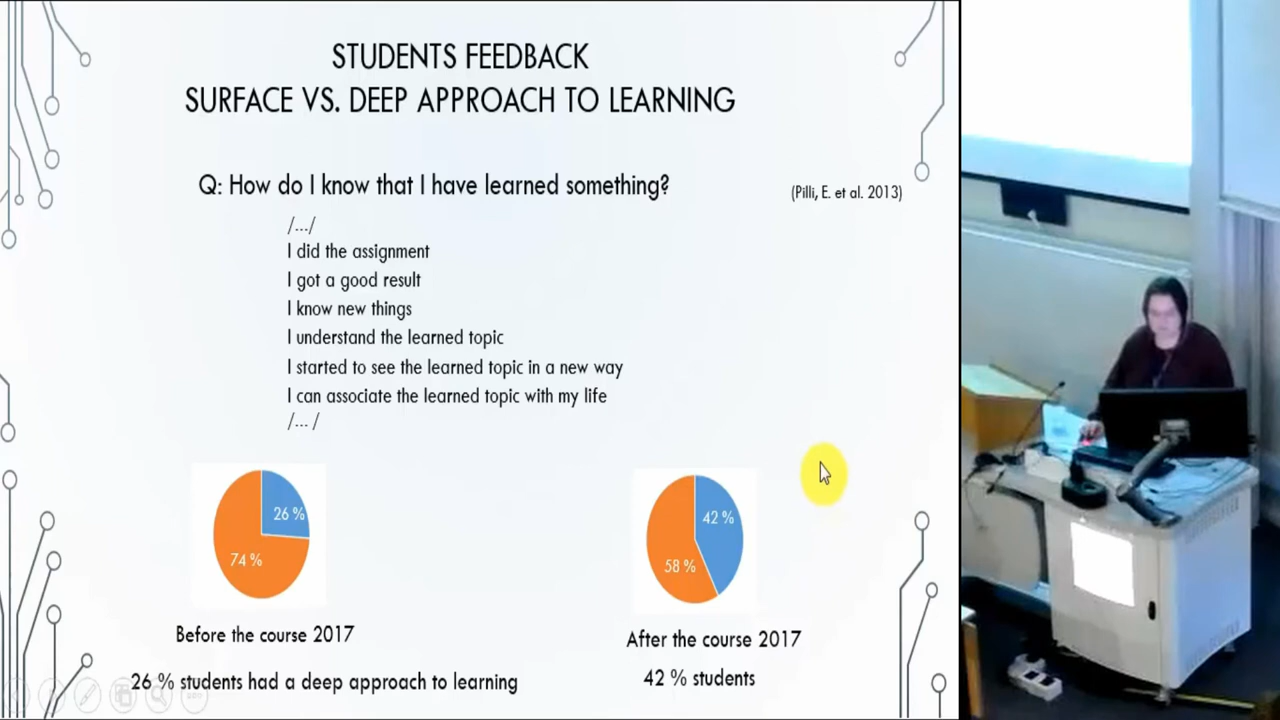 STUDENTS FEEDBACK
SURFACE VS. DEEP APPROACH TO LEARNING
Q: How do I know that I have learned something?
(Pilli, E. et al. 2013)
/.../
I did the assignment
I got a good result
I know new things
I understand the learned topic
I started to see the learned topic in a new way
I can associate the learned topic with my life
/... /
26 %
74 %
42 %
58 %
Before the course 2017
After the course 2017
26 % students had a deep approach to learning
42 % students